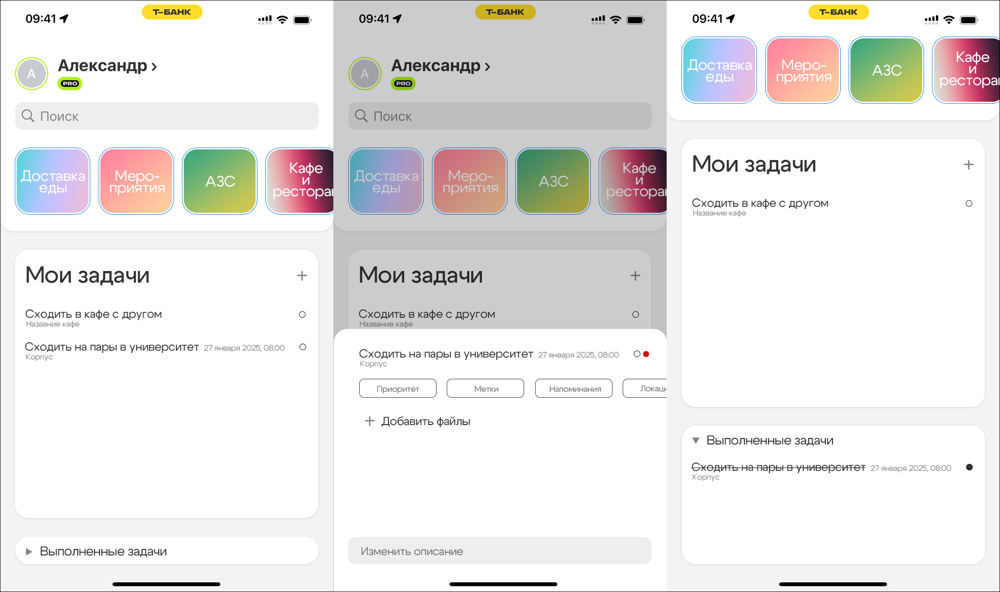 09:41
Т–БАНК
А
Александр
PRO
Поиск
Доставка
еды
Меро-
приятия
АЗС
Кафе
и
рестора
Мои задачи
Сходить в кафе с другом
Название кафе
Сходить на пары в университет 27 января 2025, 08:00
Корпус
Выполненные задачи
09:41
Т–БАНК
А
Александр
PRO
Поиск
Доставка
еды
Меро-
приятия
АЗС
Кафе
и
рестора
Мои задачи
Сходить в кафе с другом
Название кафе
Сходить на пары в университет 27 января 2025, 08:00
Корпус
Приоритет
Метки
Напоминания
Локаци
Добавить файлы
Изменить описание
09:41
Т–БАНК
Доставка
еды
Меро-
приятия
АЗС
Кафе
и
рестора
Мои задачи
Сходить в кафе с другом
Название кафе
Выполненные задачи
Сходить на пары в университет 27 января 2025, 08:00
Корпус